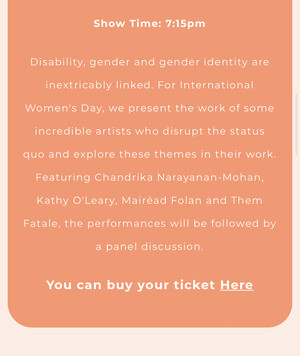 Show Time: 7:15pm
Disability, gender and gender identity are
inextricably linked. For International
Women's Day, we present the work of some
incredible artists who disrupt the status
quo and explore these themes in their work.
Featuring Chandrika Narayanan-Mohan,
Kathy O'Leary, Mairéad Folan and Them
Fatale, the performances will be followed by
a panel discussion.
You can buy your ticket Here